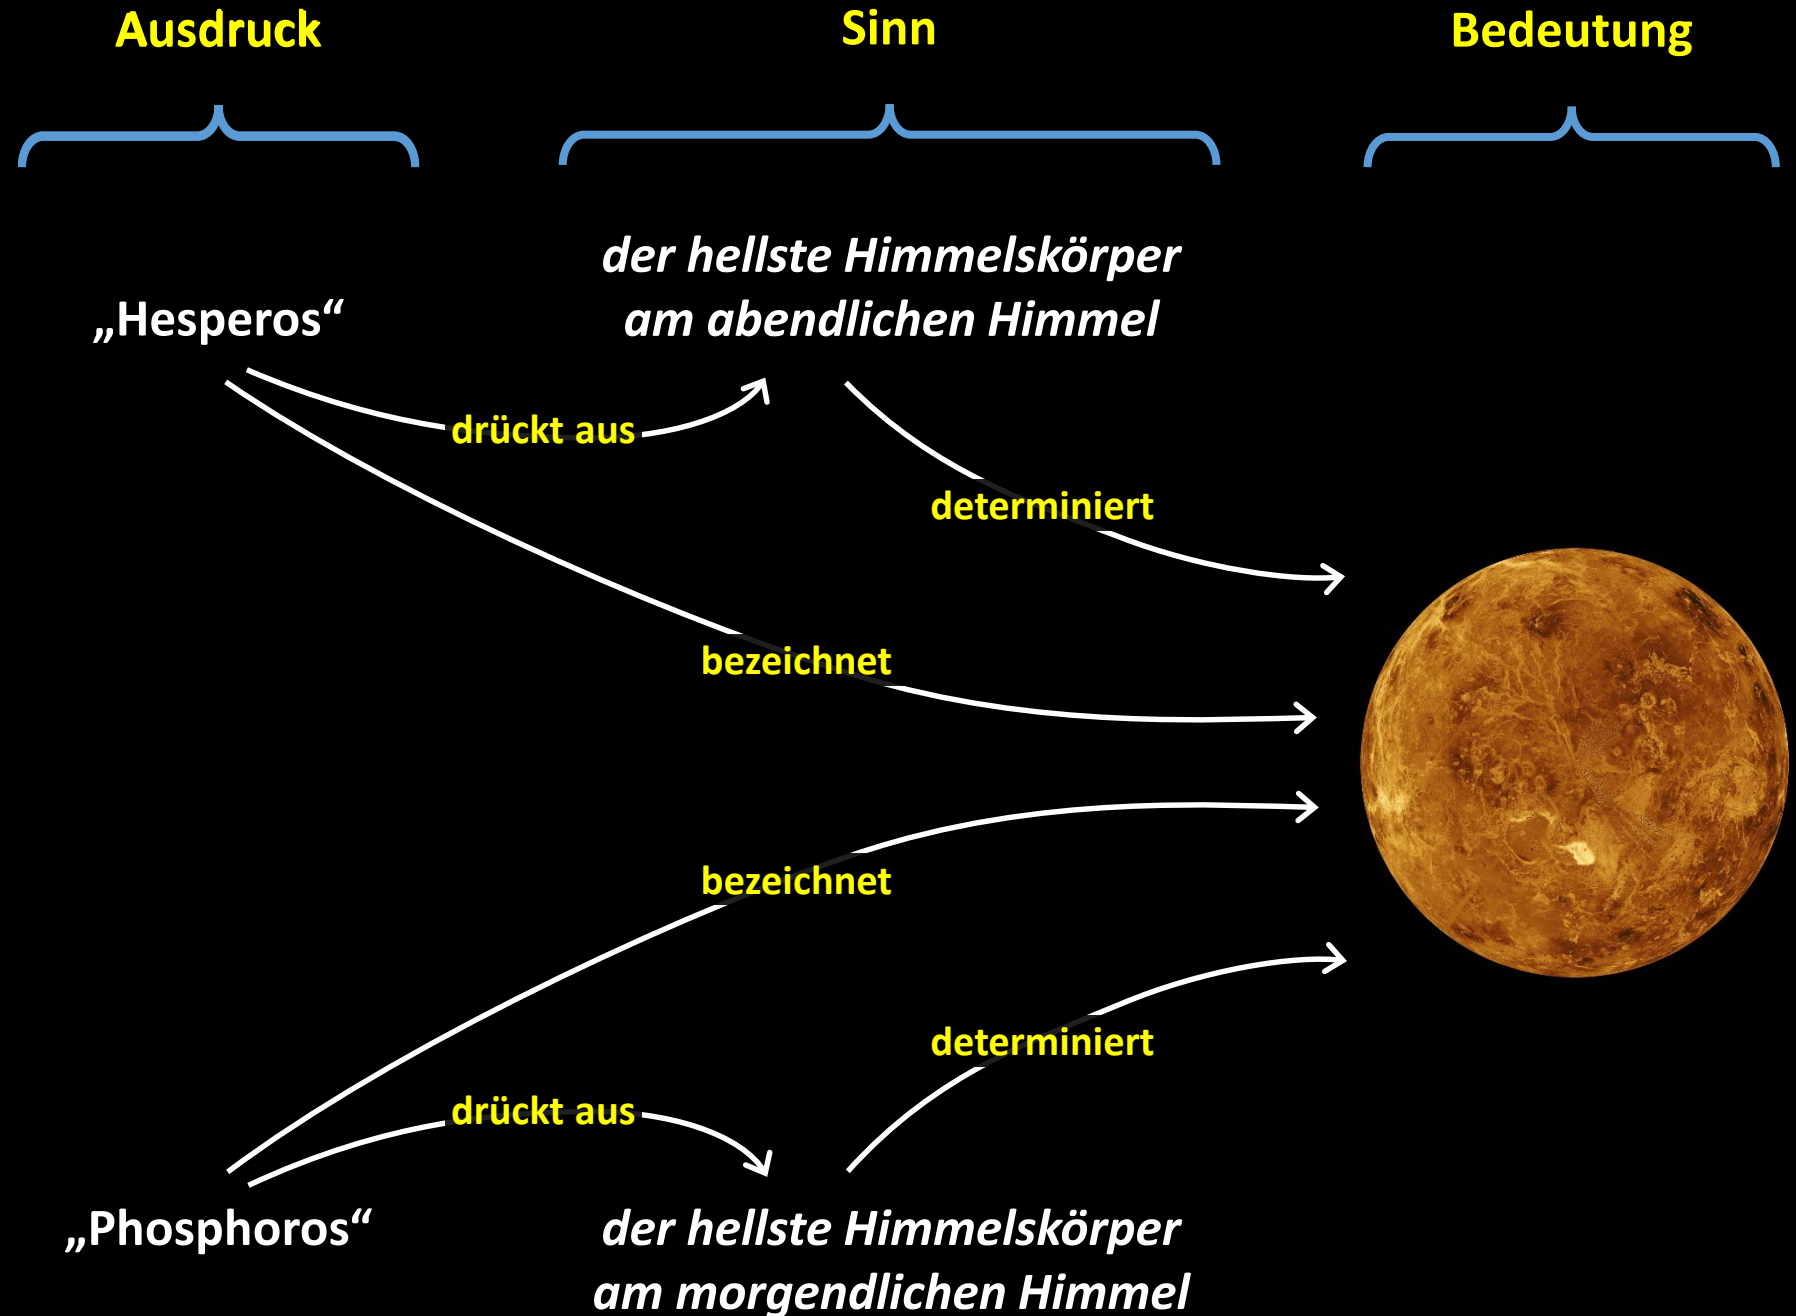 Ausdruck
Sinn
Bedeutung
„Hesperos“
der hellste Himmelskörper
am abendlichen Himmel
drückt aus
determiniert
bezeichnet
bezeichnet
determiniert
drückt aus
„Phosphoros“
der hellste Himmelskörper
am morgendlichen Himmel